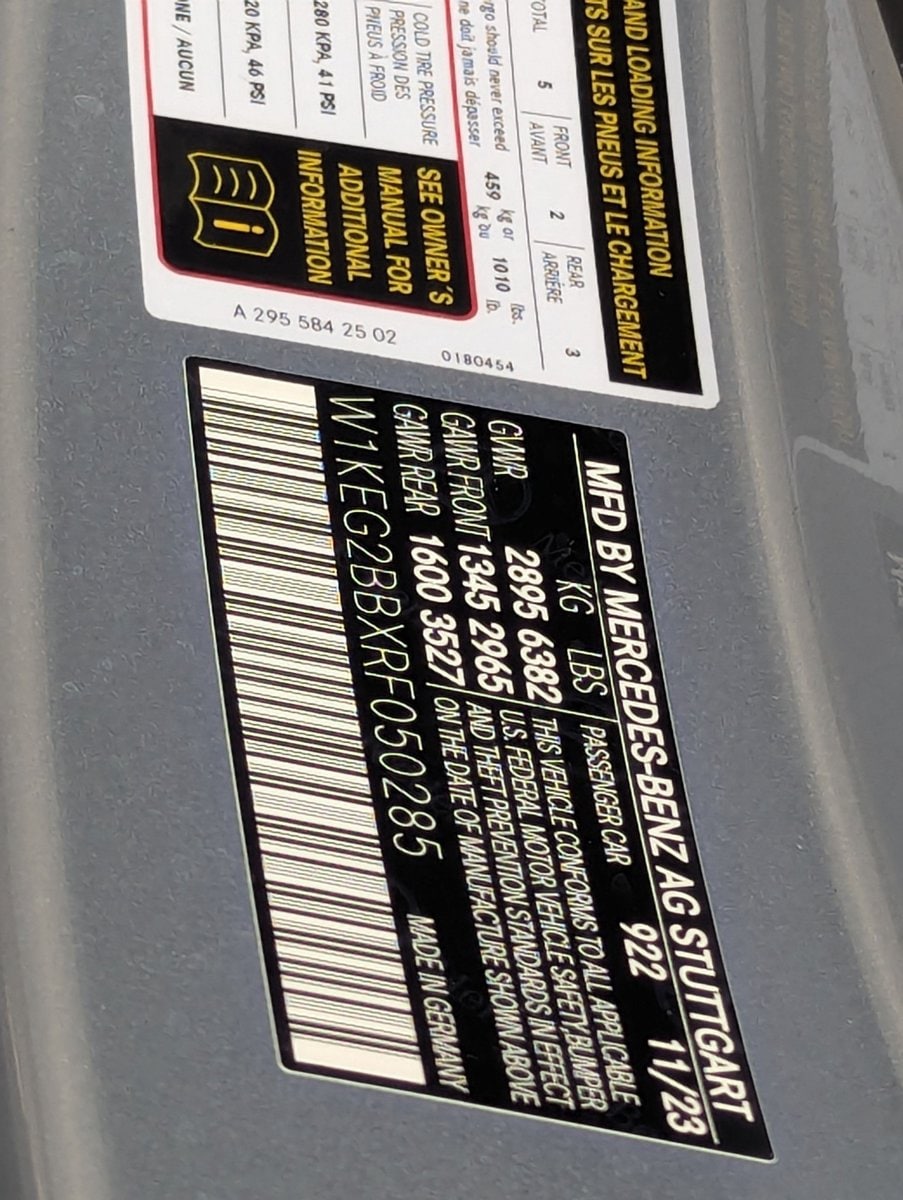 AND LOADING INFORMATION
TS SUR LES PNEUS ET LE CHARGEMENT
TOTAL 5 FRONT 2 REAR 3
AVANT ARRIÈRE
should never exceed 459 kg or 1010 lbs.
ne doit jamais dépasser kg ou lb.
COLD TIRE PRESSURE
PRESSION DES
PNEUS À FROID
280 KPA, 41 PSI
20 KPA, 46 PSI
NE / AUCUN
SEE OWNER'S
MANUAL FOR
ADDITIONAL
INFORMATION
A 295 584 25 02
0180454
MFD BY MERCEDES-BENZ AG STUTTGART
922 11/23
KG LBS
GVWR 2895 6382
GAWR FRONT 1345 2965
GAWR REAR 1600 3527
PASSENGER CAR
THIS VEHICLE CONFORMS TO ALL APPLICABLE
U.S. FEDERAL MOTOR VEHICLE SAFETY, BUMPER
AND THEFT PREVENTION STANDARDS IN EFFECT
ON THE DATE OF MANUFACTURE SHOWN ABOVE
W1KEG2BBXRF050285 MADE IN GERMANY